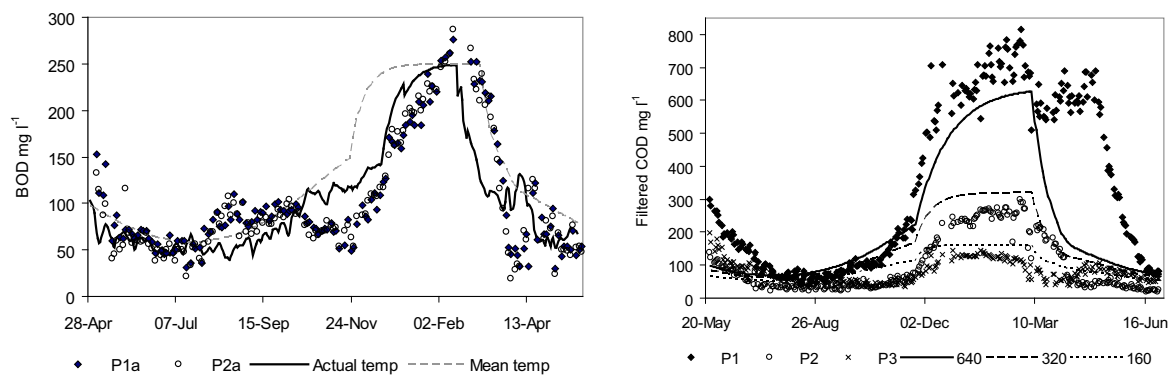 300
250
200
150
100
50
0
BOD mg l-1
28-Apr 07-Jul 15-Sep 24-Nov 02-Feb 13-Apr
P1a P2a Actual temp Mean temp
800
700
600
500
400
300
200
100
0
Filtered COD mg l-1
20-May 26-Aug 02-Dec 10-Mar 16-Jun
P1 P2 P3 640 320 160